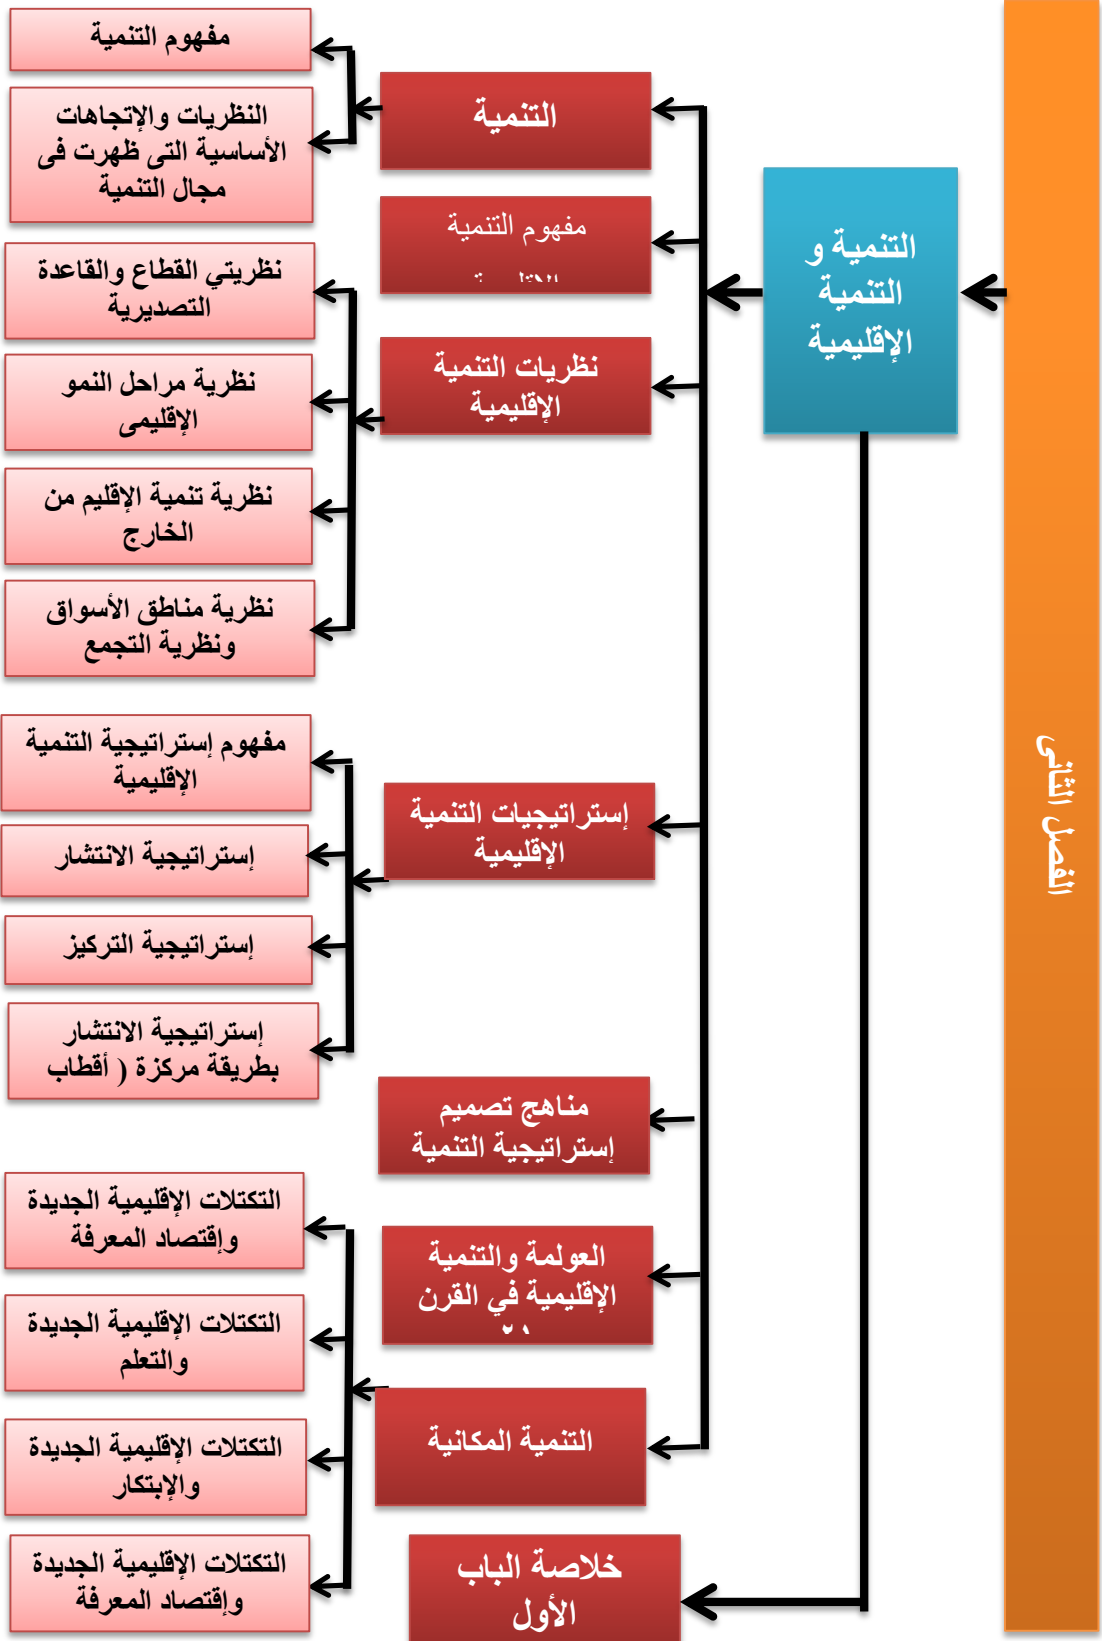 الفصل الثانى
التنمية و
التنمية
الإقليمية
التنمية
مفهوم التنمية
النظريات والإتجاهات
الأساسية التى ظهرت فى
مجال التنمية
مفهوم التنمية
نظريات التنمية
الإقليمية
نظريتي القطاع والقاعدة
التصديرية
نظرية مراحل النمو
الإقليمى
نظرية تنمية الإقليم من
الخارج
نظرية مناطق الأسواق
ونظرية التجمع
إستراتيجيات التنمية
الإقليمية
مفهوم إستراتيجية التنمية
الإقليمية
إستراتيجية الانتشار
إستراتيجية التركيز
إستراتيجية الانتشار
بطريقة مركزة ( أقطاب
مناهج تصميم
إستراتيجية التنمية
العولمة والتنمية
الإقليمية في القرن
التنمية المكانية
التكتلات الإقليمية الجديدة
وإقتصاد المعرفة
التكتلات الإقليمية الجديدة
والتعلم
التكتلات الإقليمية الجديدة
والإبتكار
التكتلات الإقليمية الجديدة
وإقتصاد المعرفة
خلاصة الباب
الأول